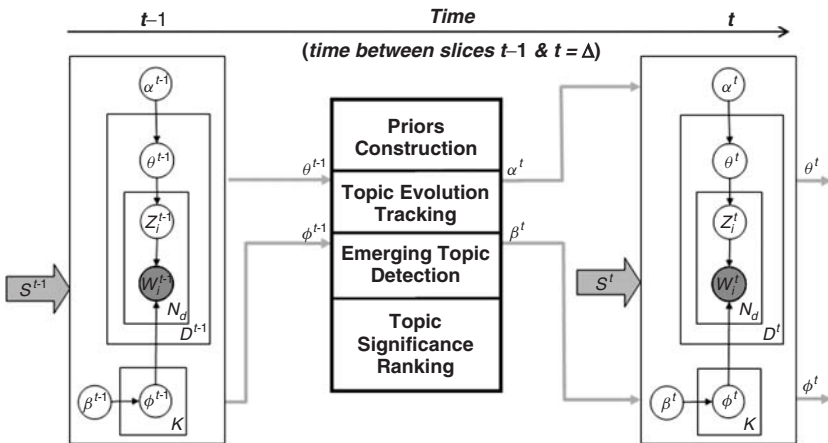 Time
t–1
t
(time between slices t–1 & t = Δ)
α^{t-1}
θ^{t-1}
Z_i^{t-1}
W_i^{t-1}
N_d
D^{t-1}
S^{t-1}
β^{t-1}
ϕ^{t-1}
K
θ^{t-1}
ϕ^{t-1}
Priors
Construction
Topic Evolution
Tracking
Emerging Topic
Detection
Topic
Significance
Ranking
α^t
β^t
S^t
α^t
θ^t
Z_i^t
W_i^t
N_d
D^t
β^t
ϕ^t
K
θ^t
ϕ^t